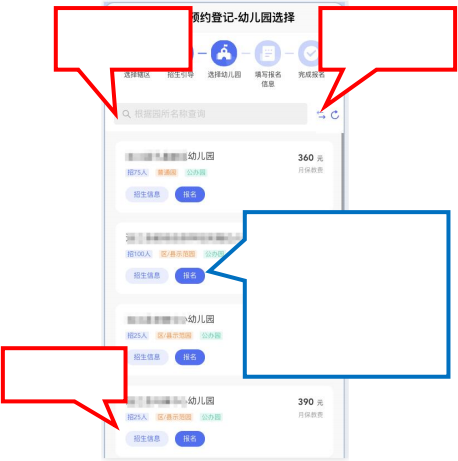 预约登记-幼儿园选择
选择辖区 招生引导 选择幼儿园 填写报名信息 完成报名
根据园所名称查询
幼儿园 360 元
招75人 普通园 公办园 月保教费
招生信息 报名
招100人 区/县示范园 公办园
招生信息 报名
幼儿园
招25人 区/县示范园 公办园
招生信息 报名
幼儿园 390 元
招25人 区/县示范园 公办园 月保教费
招生信息 报名